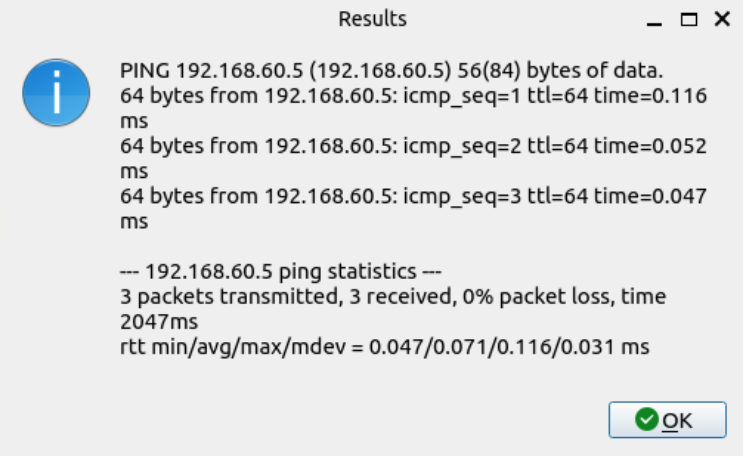 Results
PING 192.168.60.5 (192.168.60.5) 56(84) bytes of data.
64 bytes from 192.168.60.5: icmp_seq=1 ttl=64 time=0.116
ms
64 bytes from 192.168.60.5: icmp_seq=2 ttl=64 time=0.052
ms
64 bytes from 192.168.60.5: icmp_seq=3 ttl=64 time=0.047
ms
--- 192.168.60.5 ping statistics ---
3 packets transmitted, 3 received, 0% packet loss, time
2047ms
rtt min/avg/max/mdev = 0.047/0.071/0.116/0.031 ms
OK